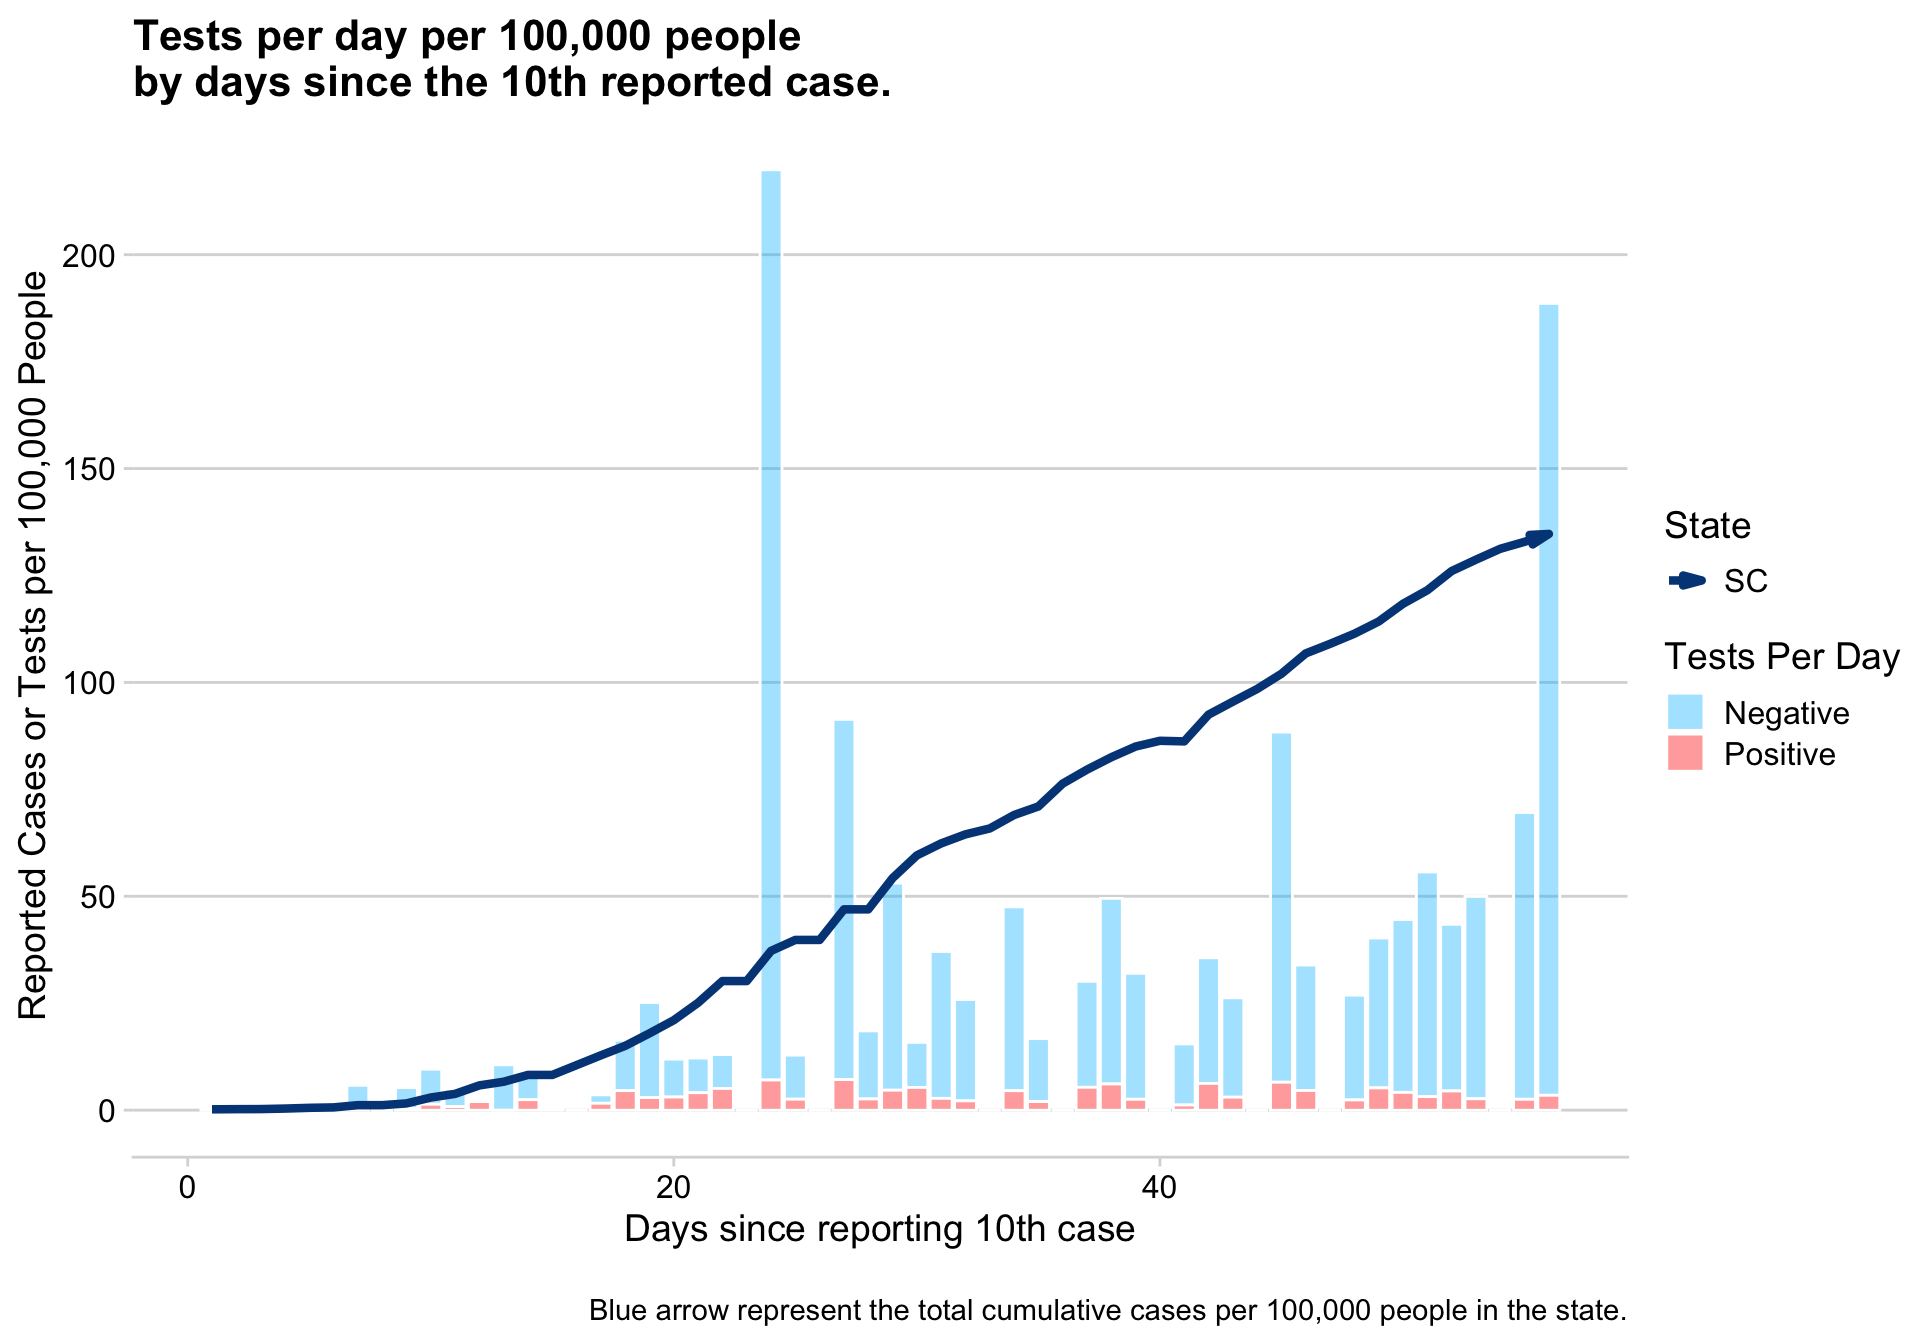 Tests per day per 100,000 people
by days since the 10th reported case.
Reported Cases or Tests per 100,000 People
200
150
100
50
0
0
20
40
Days since reporting 10th case
State
SC
Tests Per Day
Negative
Positive
Blue arrow represent the total cumulative cases per 100,000 people in the state.